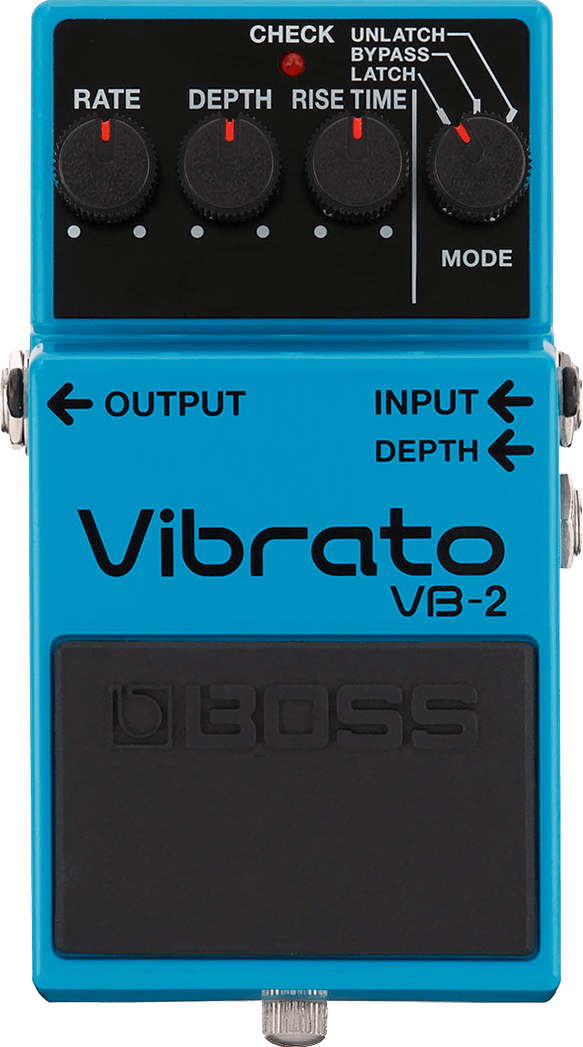 CHECK UNLATCH
BYPASS
LATCH
RATE DEPTH RISE TIME
MODE
OUTPUT INPUT
DEPTH
Vibrato
VB-2
BOSS